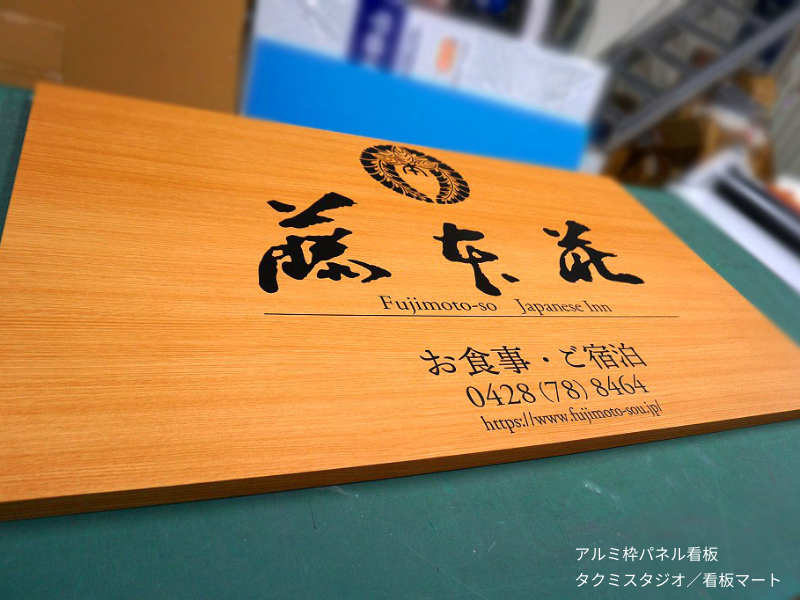 藤本荘
Fujimoto-so Japanese Inn
お食事・ご宿泊
0428 (78) 8464
https://www.fujimoto-sou.jp/
アルミ枠パネル看板
タクミスタジオ／看板マート